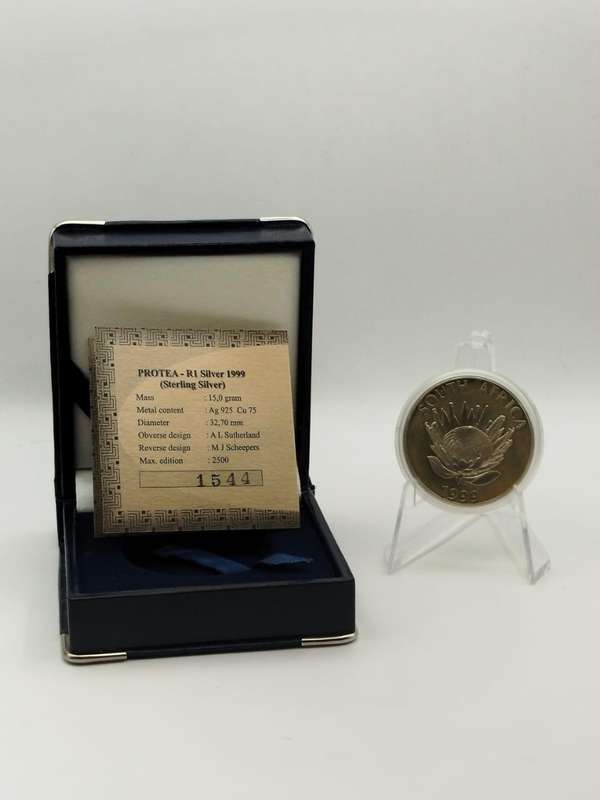 PROTEA - R1 Silver 1999
(Sterling Silver)
Mass : 15,0 gram
Metal content : Ag 925 Cu 75
Diameter : 32,70 mm
Obverse design : A L Sutherland
Reverse design : M J Scheepers
Max. edition : 2500
1544
SOUTH AFRICA
1999